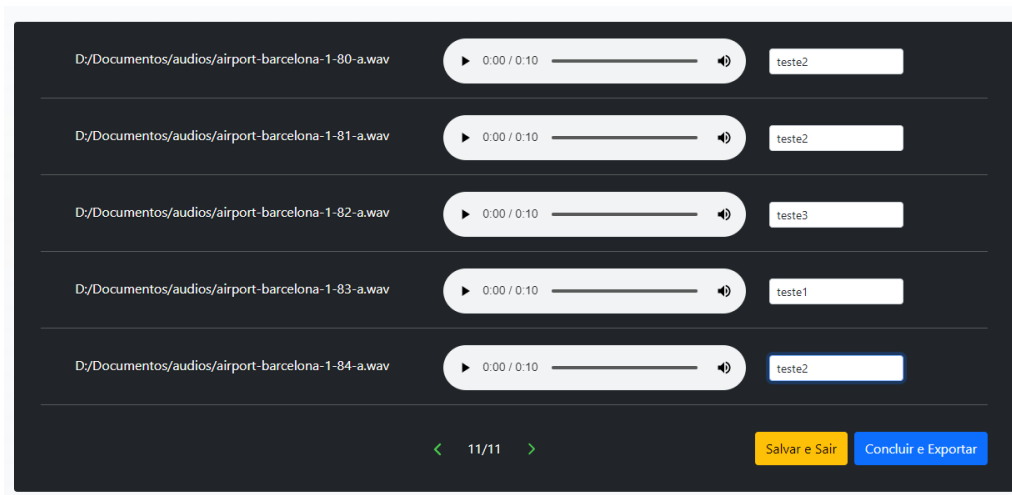 D:/Documentos/audios/airport-barcelona-1-80-a.wav 0:00 / 0:10 teste2
D:/Documentos/audios/airport-barcelona-1-81-a.wav 0:00 / 0:10 teste2
D:/Documentos/audios/airport-barcelona-1-82-a.wav 0:00 / 0:10 teste3
D:/Documentos/audios/airport-barcelona-1-83-a.wav 0:00 / 0:10 teste1
D:/Documentos/audios/airport-barcelona-1-84-a.wav 0:00 / 0:10 teste2
11/11 Salvar e Sair Concluir e Exportar